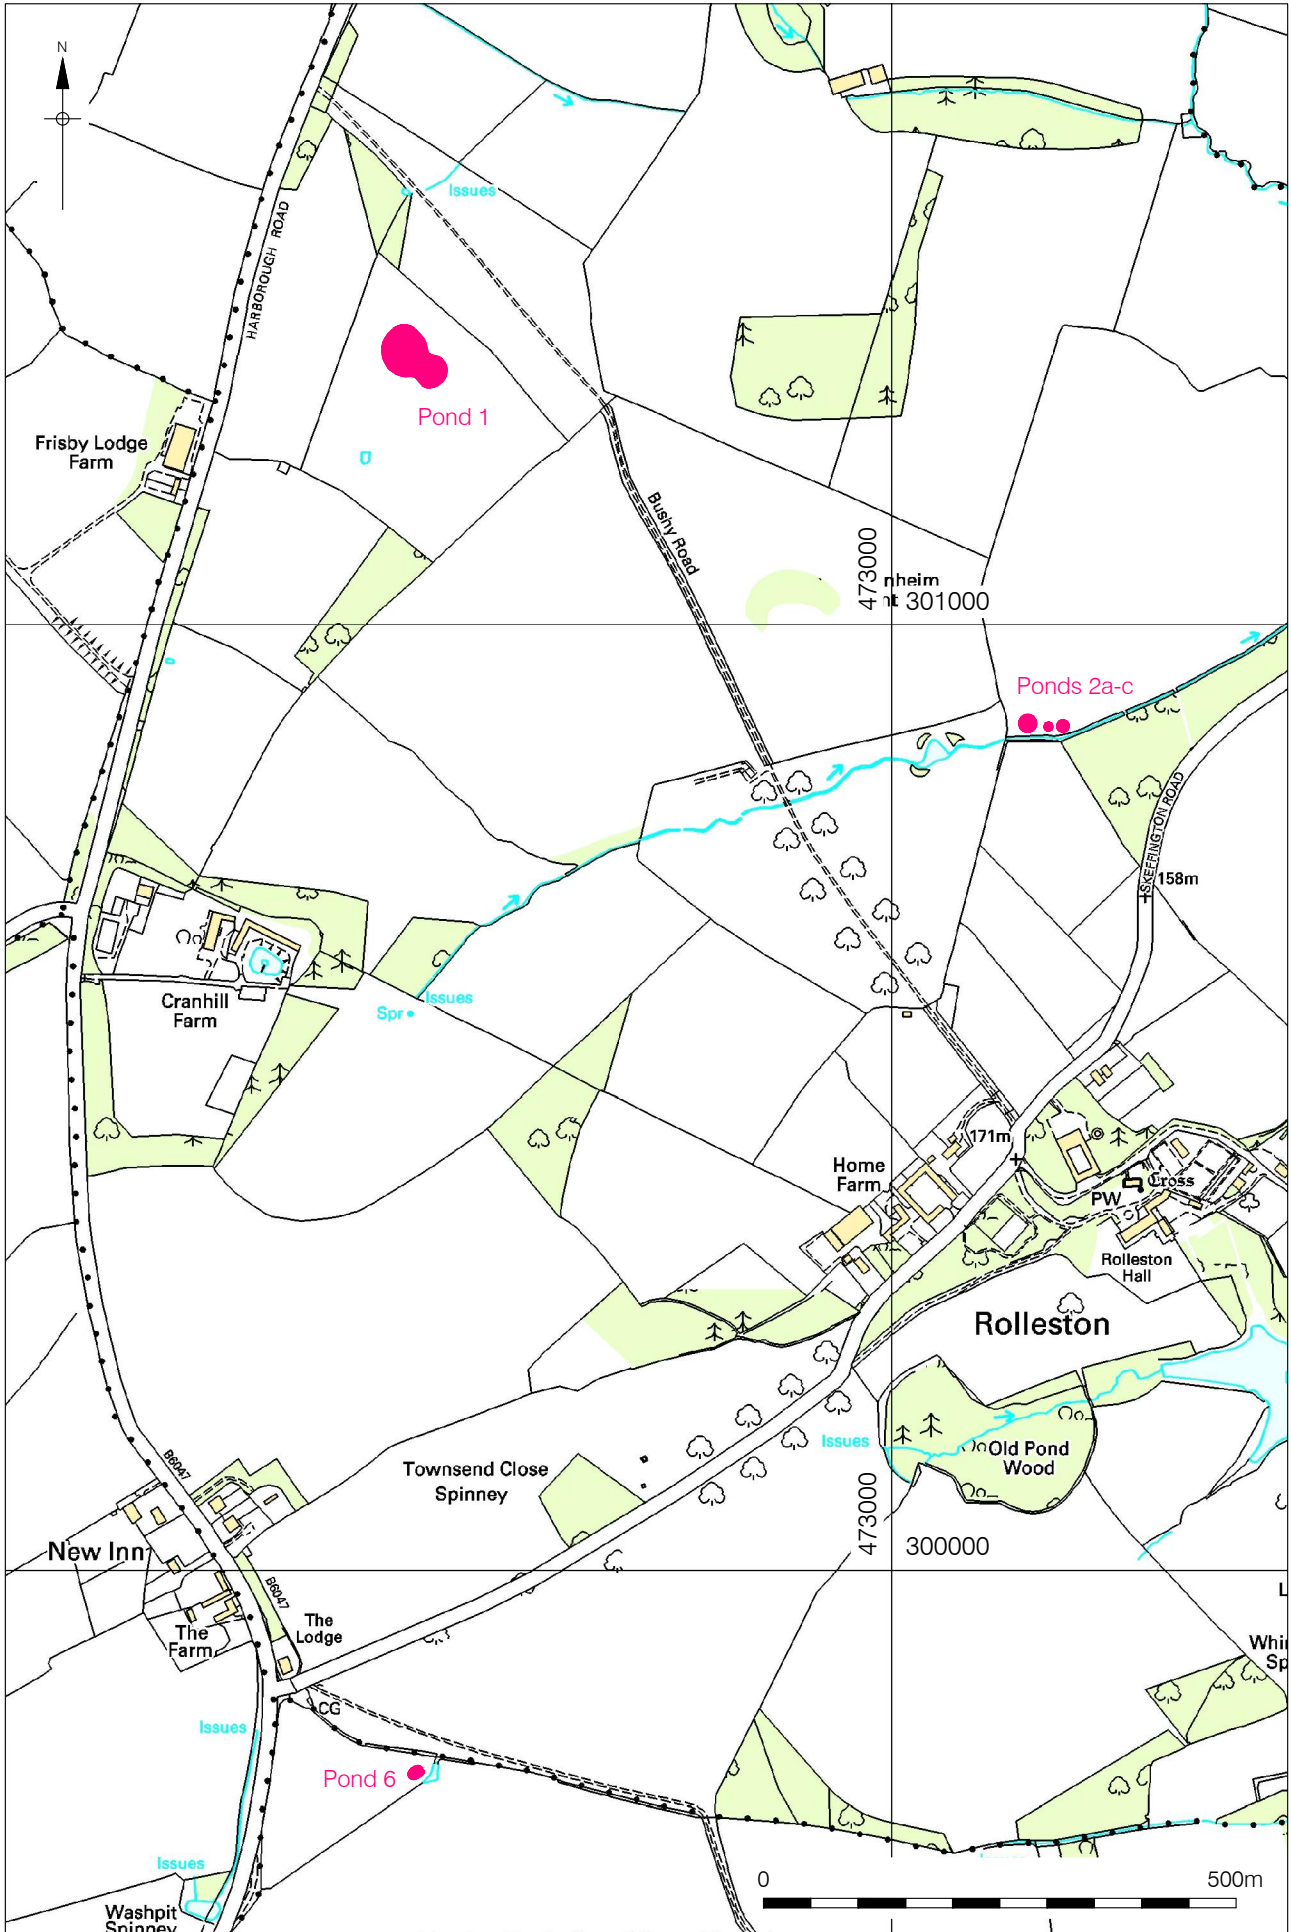 N
Issues
HARBOROUGH ROAD
Pond 1
Frisby Lodge
Farm
Bushy Road
473000
nheim
301000
Ponds 2a-c
SKEFFINGTON ROAD
158m
Cranhill
Farm
Issues
Spr
171m
Home
Farm
PW
Cross
Rolleston
Hall
Rolleston
Issues
Old Pond
Wood
Townsend Close
Spinney
B6047
473000
300000
New Inn
B6047
The
Farm
The
Lodge
L
Whi
Sp
CG
Issues
Pond 6
Issues
0
500m
Washpit
Spinney